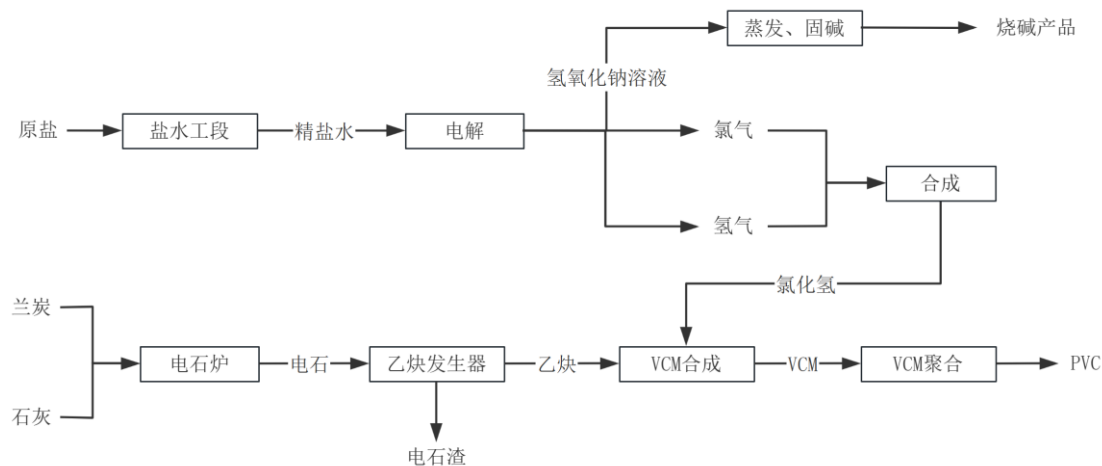 蒸发、固碱
烧碱产品
氢氧化钠溶液
原盐
盐水工段
精盐水
电解
氯气
合成
氢气
氯化氢
兰炭
电石炉
电石
乙炔发生器
乙炔
VCM合成
VCM
VCM聚合
PVC
石灰
电石渣